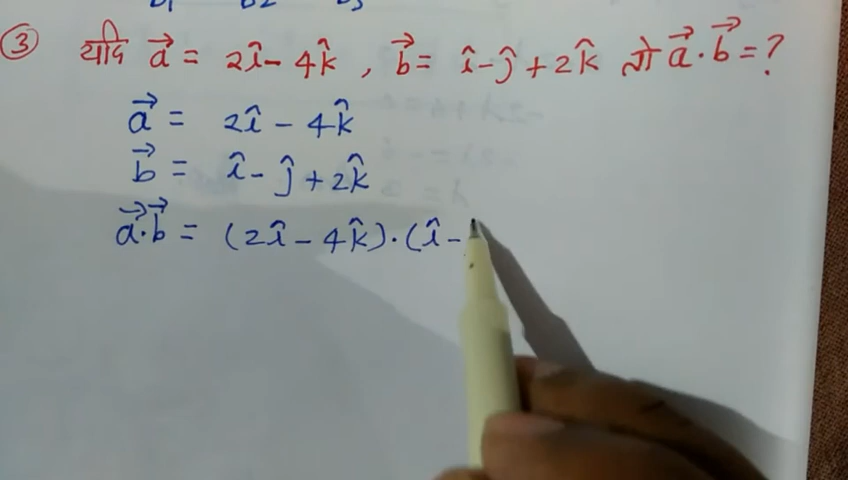 ③ यदि a⃗ = 2î - 4k̂ , b⃗ = î - ĵ + 2k̂ तो a⃗ · b⃗ = ?
a⃗ = 2î - 4k̂
b⃗ = î - ĵ + 2k̂
a⃗ · b⃗ = (2î - 4k̂) · (î -